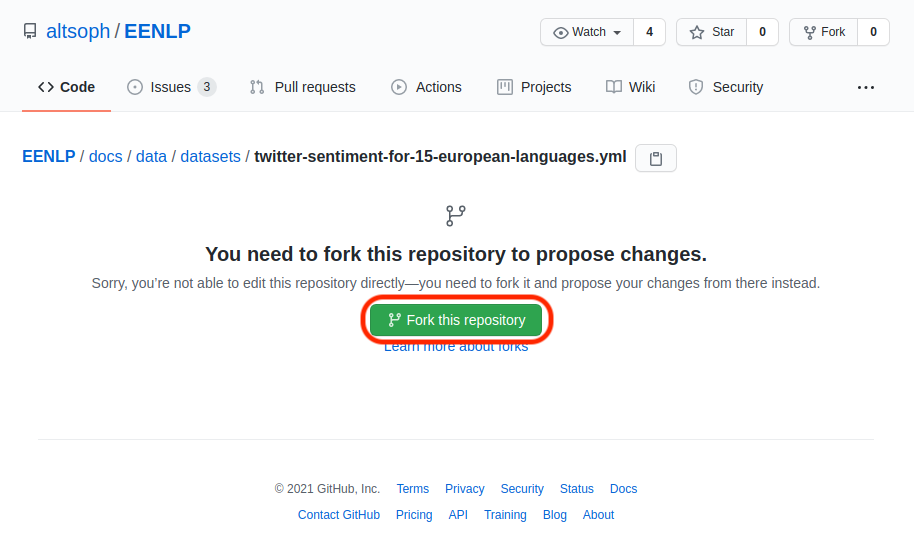 altsoph / EENLP Watch 4 Star 0 Fork 0
Code Issues 3 Pull requests Actions Projects Wiki Security
EENLP / docs / data / datasets / twitter-sentiment-for-15-european-languages.yml
You need to fork this repository to propose changes.
Sorry, you’re not able to edit this repository directly—you need to fork it and propose your changes from there instead.
Fork this repository
Learn more about forks
© 2021 GitHub, Inc. Terms Privacy Security Status Docs
Contact GitHub Pricing API Training Blog About